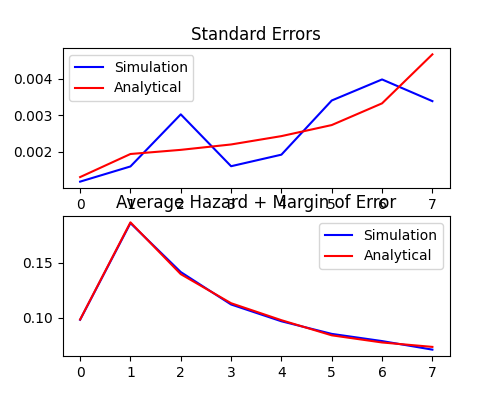 Standard Errors
Simulation
Analytical
0.004
0.003
0.002
0 1 2 3 4 5 6 7
Average Hazard + Margin of Error
Simulation
Analytical
0.15
0.10
0 1 2 3 4 5 6 7